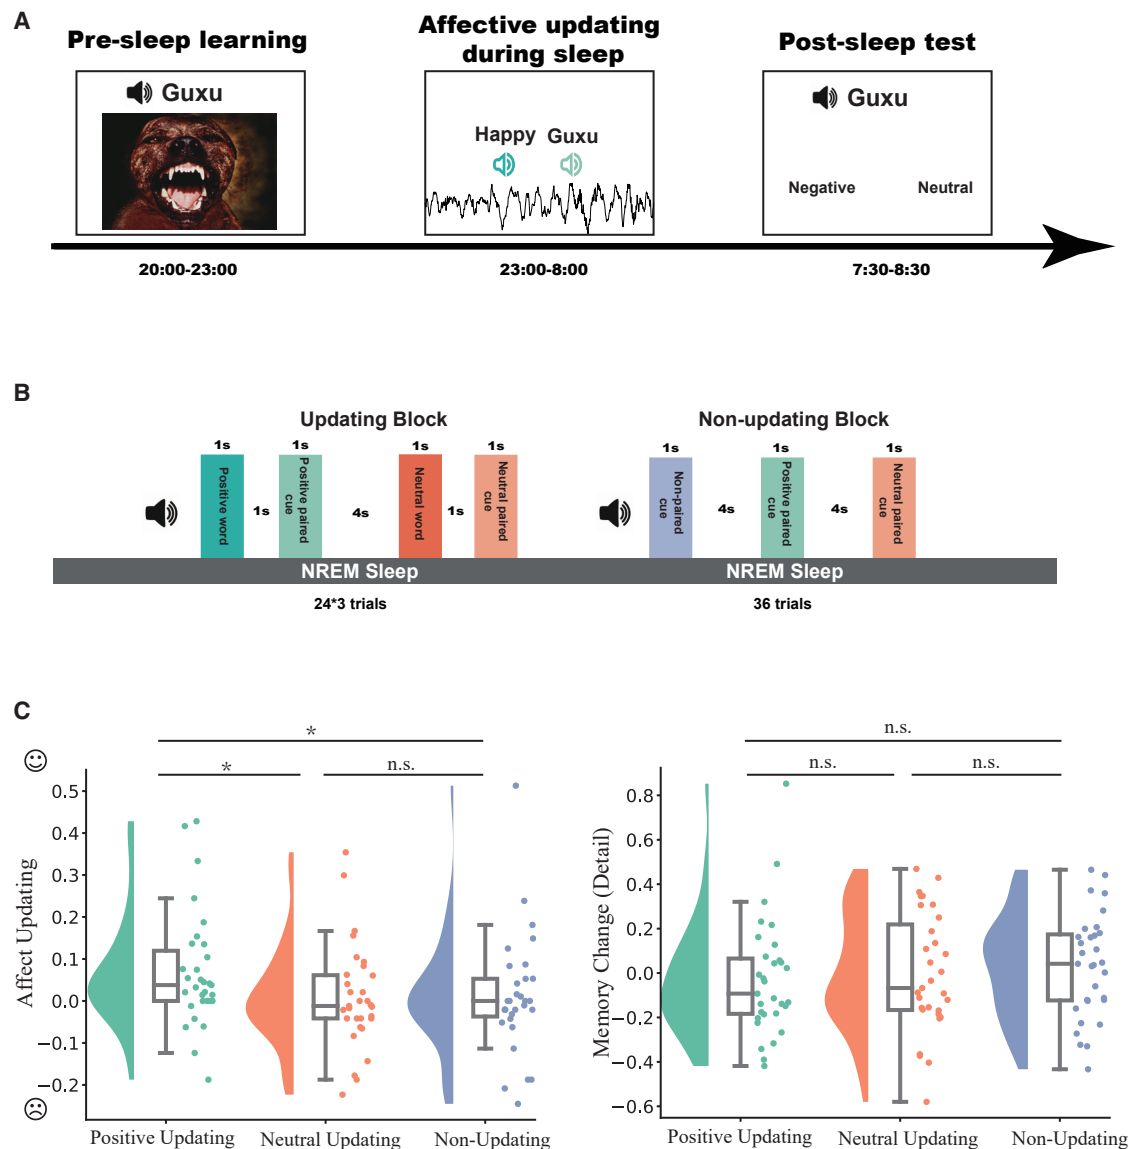 A
Pre-sleep learning
Affective updating
during sleep
Post-sleep test
Guxu
Happy Guxu
Guxu
Negative Neutral
20:00-23:00
23:00-8:00
7:30-8:30
B
Updating Block
Non-updating Block
1s 1s 1s 1s
Positive word
1s
Positive paired
cue
4s
Neutral word
1s
Neutral paired
cue
1s 1s 1s
Non-paired
cue
4s
Positive paired
cue
4s
Neutral paired
cue
NREM Sleep
NREM Sleep
24*3 trials
36 trials
C
*
*
n.s.
Affect Updating
0.5
0.4
0.3
0.2
0.1
0.0
−0.1
−0.2
Positive Updating
Neutral Updating
Non-Updating
n.s.
n.s.
n.s.
Memory Change (Detail)
0.8
0.6
0.4
0.2
0.0
−0.2
−0.4
−0.6
Positive Updating
Neutral Updating
Non-Updating